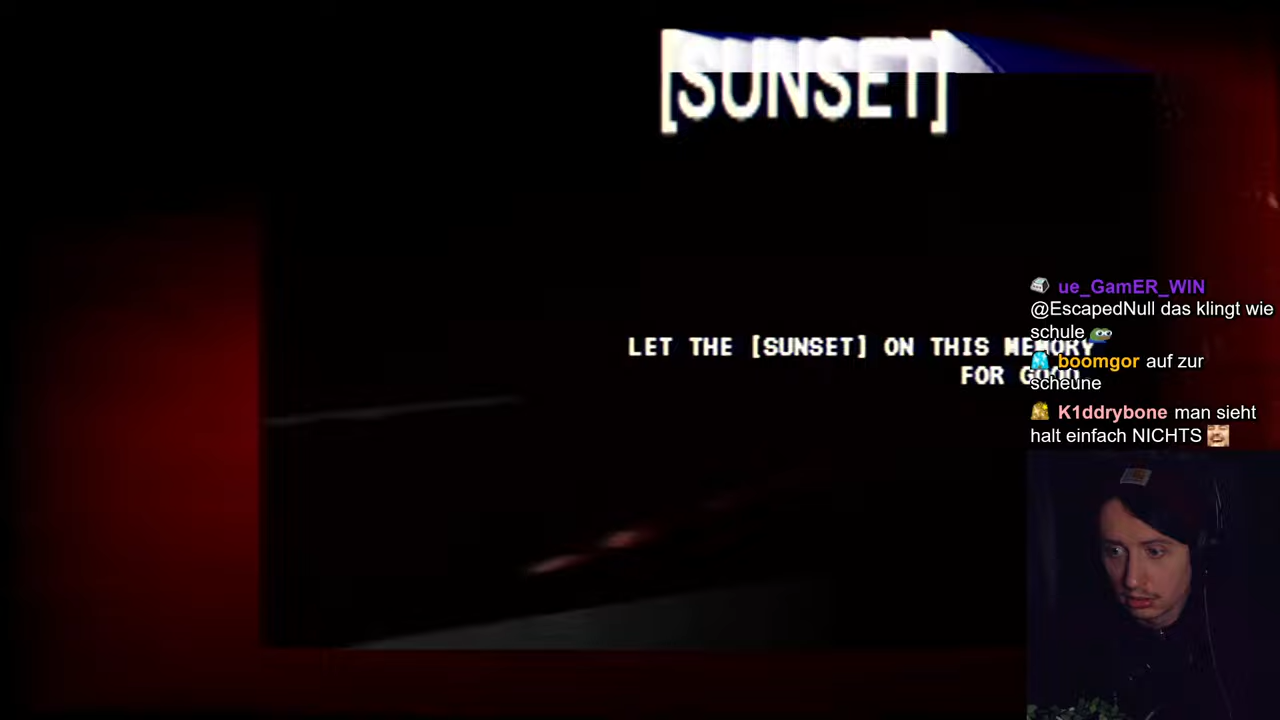 [SUNSET]
LET THE [SUNSET] ON THIS MEMORY
FOR GOOD
ue_GamER_WIN
@EscapedNull das klingt wie
schule
boomgor auf zur
scheune
K1ddrybone man sieht
halt einfach NICHTS